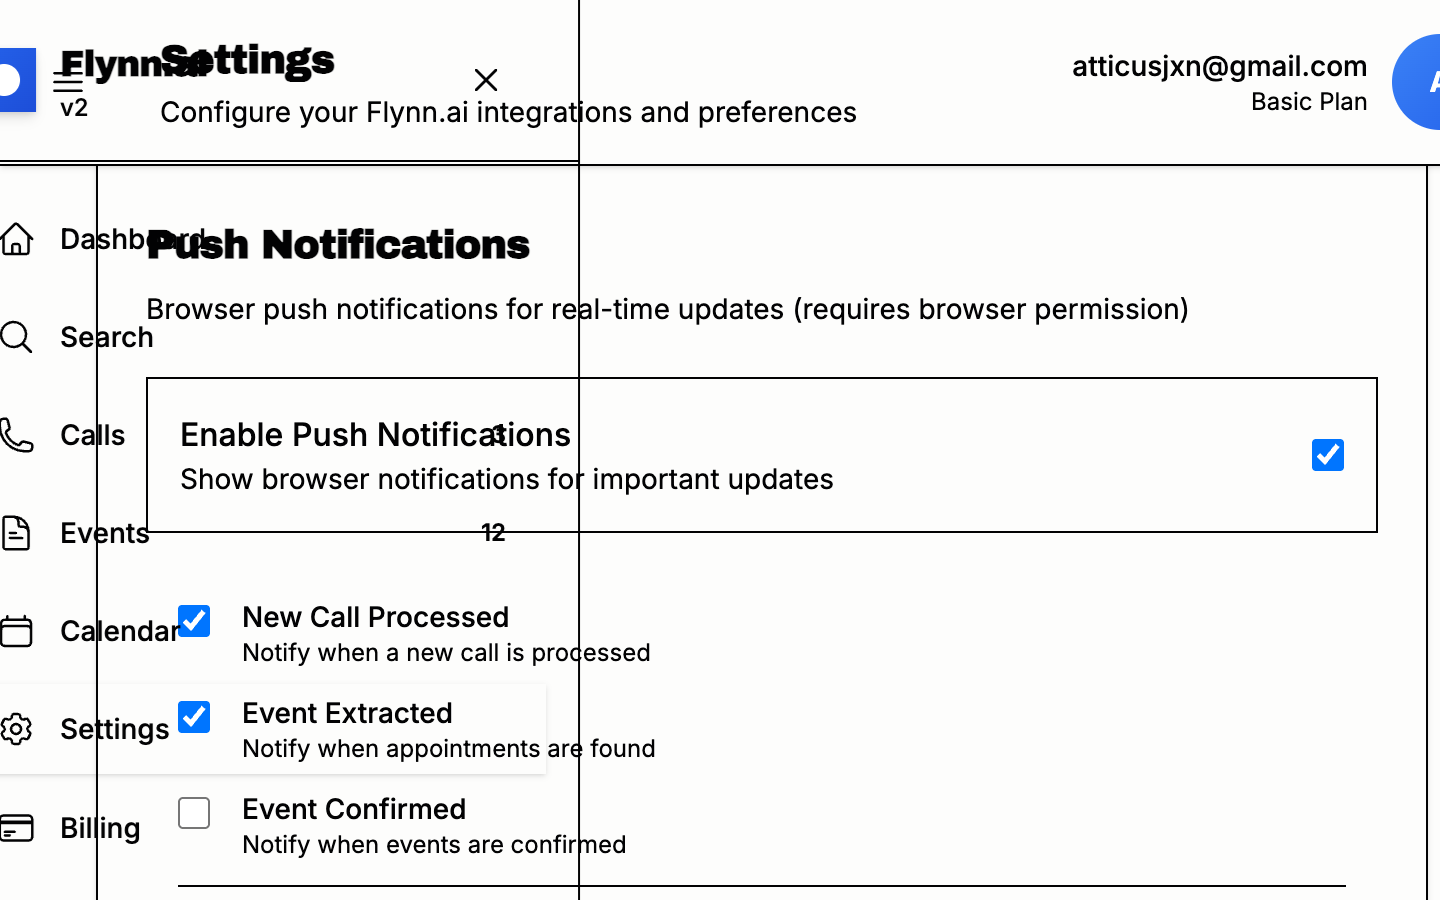 Flynn.ai
v2
Settings
Configure your Flynn.ai integrations and preferences
atticusjxn@gmail.com
Basic Plan
A
Dashboard
Search
Calls
3
Events
12
Calendar
Settings
Billing
Push Notifications
Browser push notifications for real-time updates (requires browser permission)
Enable Push Notifications
Show browser notifications for important updates
New Call Processed
Notify when a new call is processed
Event Extracted
Notify when appointments are found
Event Confirmed
Notify when events are confirmed